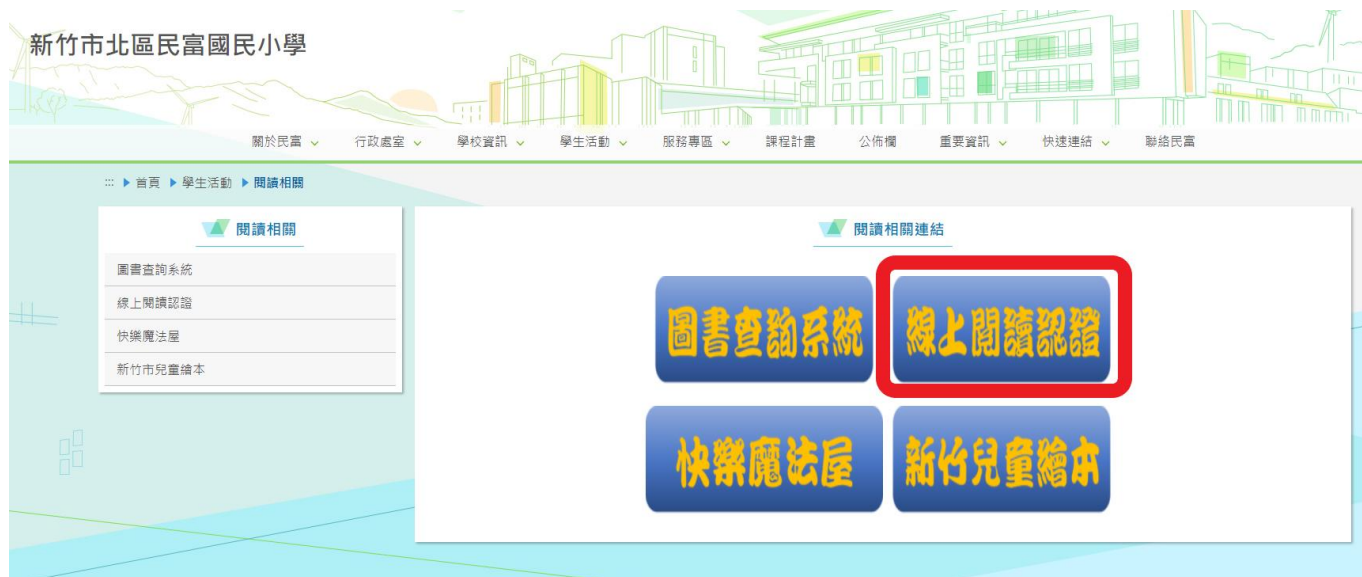 新竹市北區民富國民小學
關於民富 行政處室 學校資訊 學生活動 服務專區 課程計畫 公佈欄 重要資訊 快速連結 聯絡民富
::: 首頁 學生活動 閱讀相關
閱讀相關
圖書查詢系統
線上閱讀認證
快樂魔法屋
新竹市兒童繪本
閱讀相關連結
圖書查詢系統 線上閱讀認證
快樂魔法屋 新竹兒童繪本